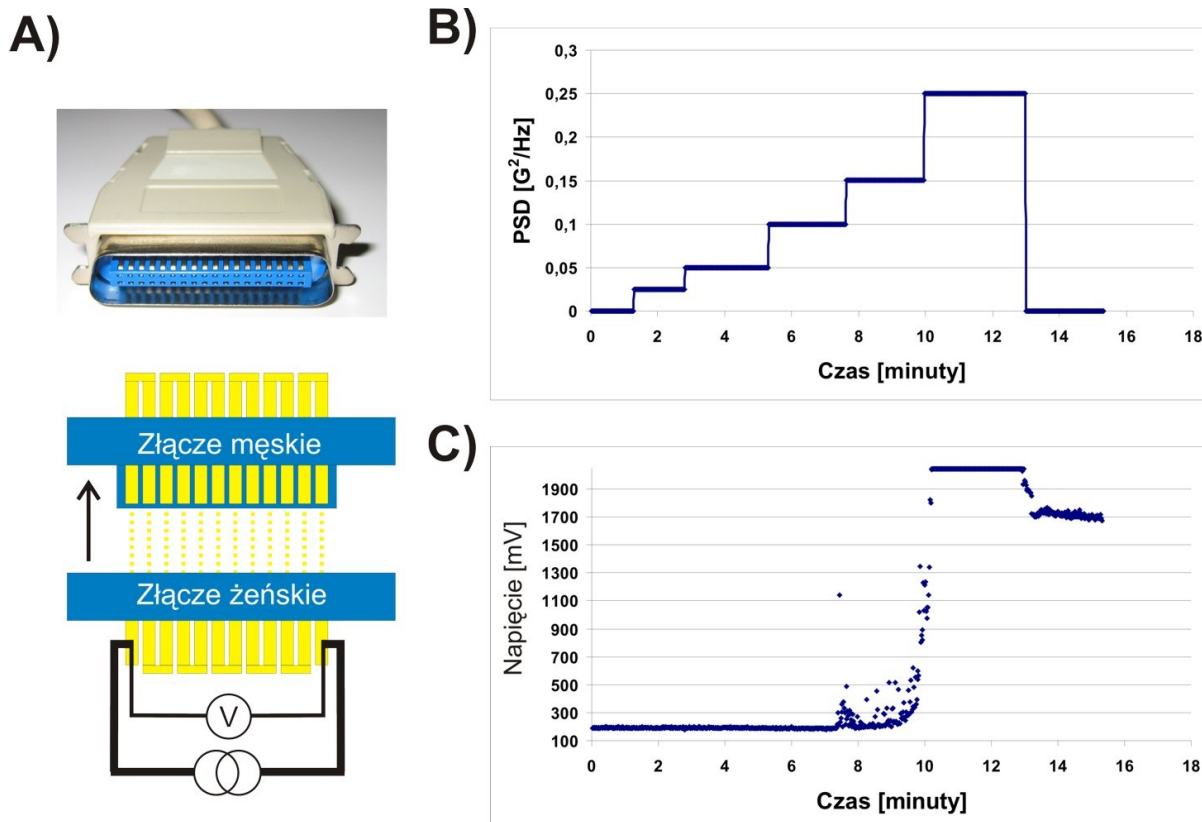 A)
Złącze męskie
Złącze żeńskie
V
B)
PSD [G²/Hz]
0,3
0,25
0,2
0,15
0,1
0,05
0
0 2 4 6 8 10 12 14 16 18
Czas [minuty]
C)
Napięcie [mV]
1900
1700
1500
1300
1100
900
700
500
300
100
0 2 4 6 8 10 12 14 16 18
Czas [minuty]